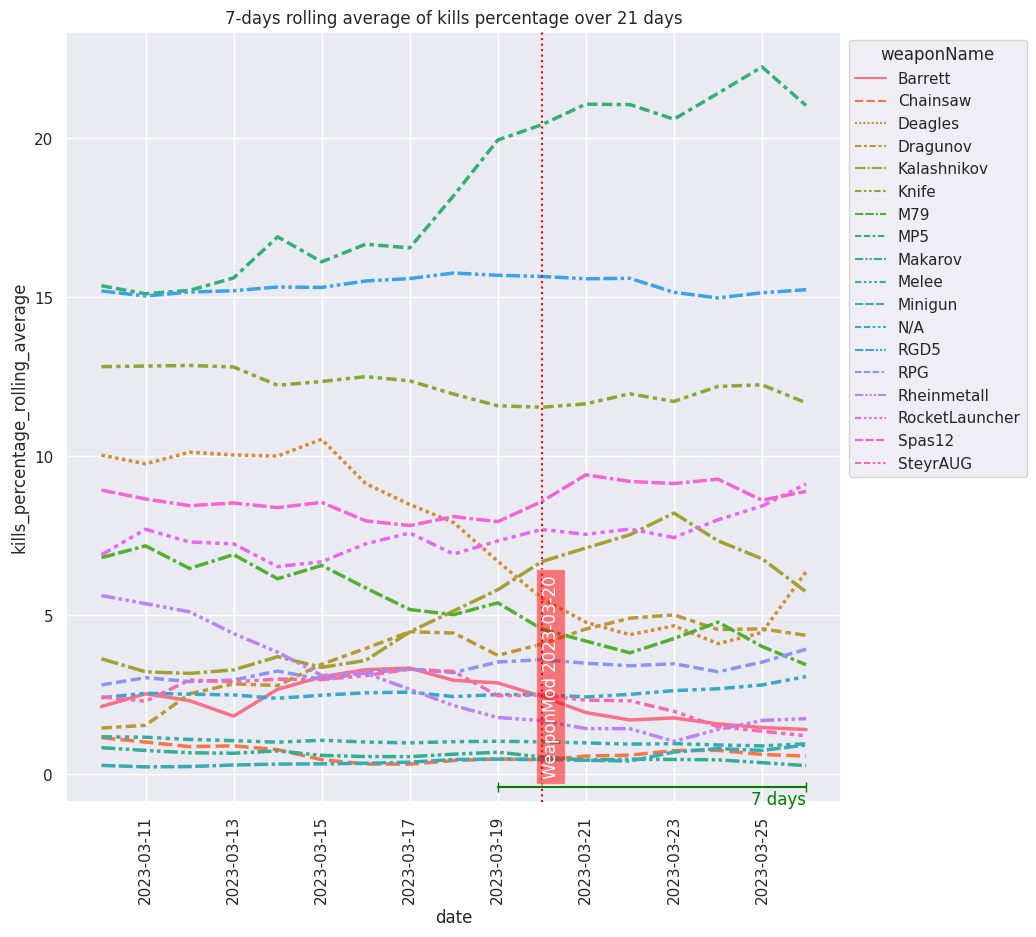 7-days rolling average of kills percentage over 21 days
kills_percentage_rolling_average
20
15
10
5
0
WeaponMod 2023-03-20
7 days
2023-03-11
2023-03-13
2023-03-15
2023-03-17
2023-03-19
2023-03-21
2023-03-23
2023-03-25
date
weaponName
Barrett
Chainsaw
Deagles
Dragunov
Kalashnikov
Knife
M79
MP5
Makarov
Melee
Minigun
N/A
RGD5
RPG
Rheinmetall
RocketLauncher
Spas12
SteyrAUG